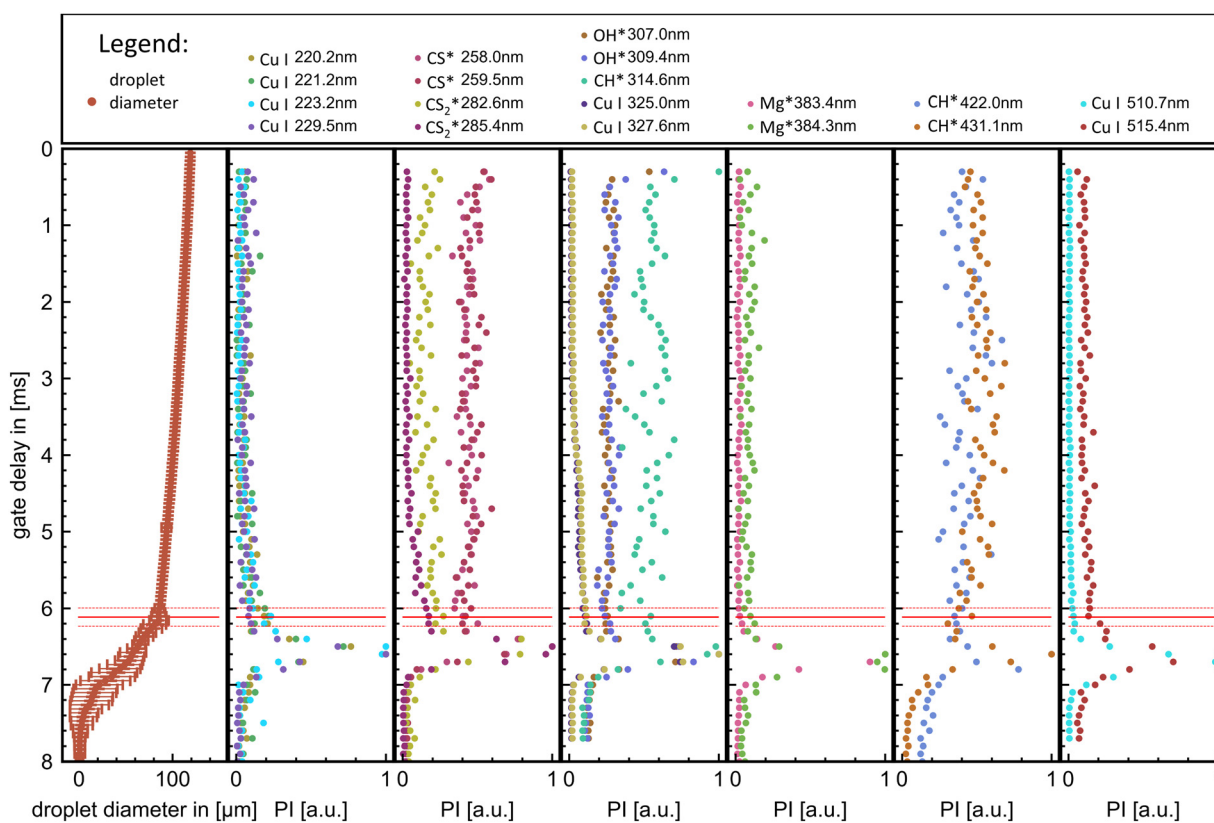 Legend:
droplet
diameter
Cu I 220.2nm
Cu I 221.2nm
Cu I 223.2nm
Cu I 229.5nm
CS* 258.0nm
CS* 259.5nm
CS₂* 282.6nm
CS₂* 285.4nm
OH* 307.0nm
OH* 309.4nm
CH* 314.6nm
Cu I 325.0nm
Cu I 327.6nm
Mg* 383.4nm
Mg* 384.3nm
CH* 422.0nm
CH* 431.1nm
Cu I 510.7nm
Cu I 515.4nm
gate delay in [ms]
0
1
2
3
4
5
6
7
8
0 100 0 1 0 1 0 1 0 1 0 1 0
droplet diameter in [µm] PI [a.u.] PI [a.u.] PI [a.u.] PI [a.u.] PI [a.u.] PI [a.u.]